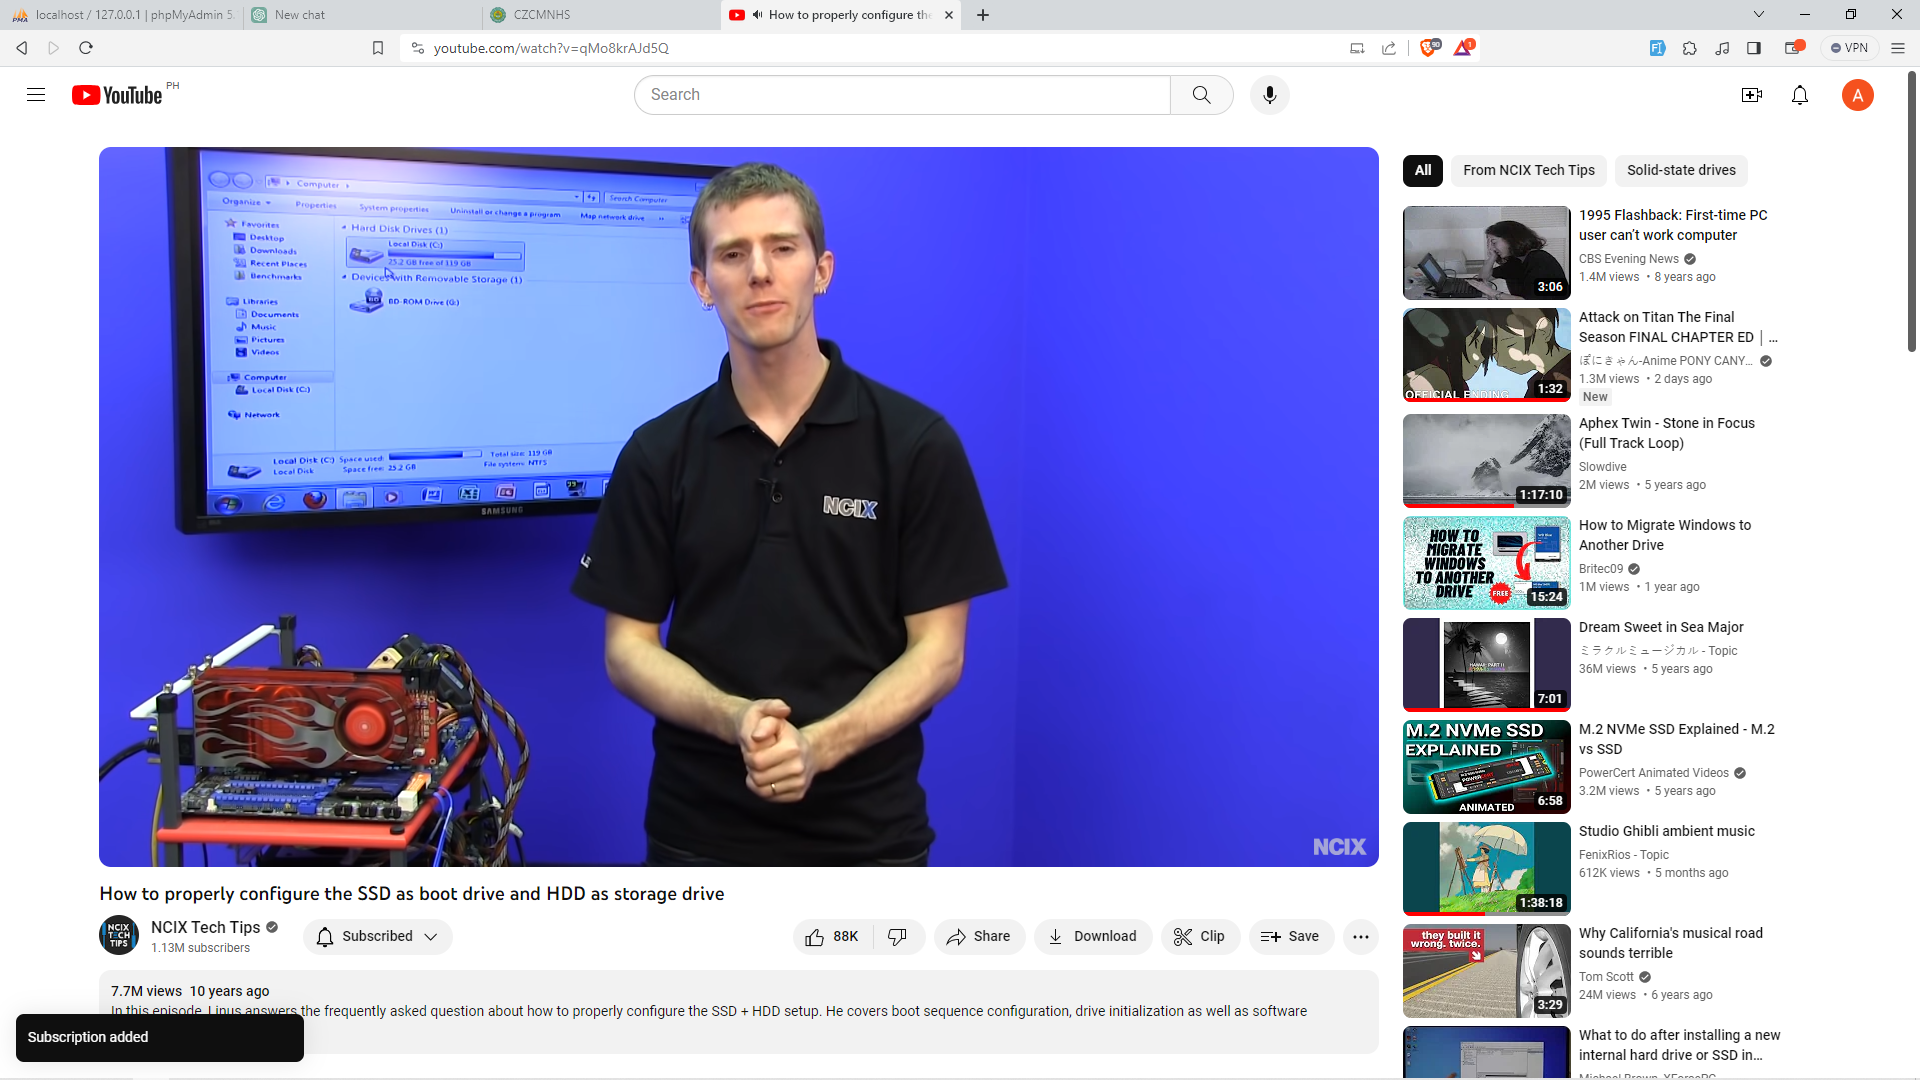 localhost / 127.0.0.1 | phpMyAdmin 5.
New chat
CZCMNHS
How to properly configure the
youtube.com/watch?v=qMo8krAJd5Q
90
1
VPN
YouTube PH
Search
A
Computer
Search Computer
Organize
Properties
System properties
Uninstall or change a program
Map network drive
Favorites
Desktop
Downloads
Recent Places
Benchmarks
Libraries
Documents
Music
Pictures
Videos
Computer
Local Disk (C:)
Network
Hard Disk Drives (1)
Local Disk (C:)
25.2 GB free of 119 GB
Devices with Removable Storage (1)
BD-ROM Drive (G:)
Local Disk (C:) Space used:
Total size: 119 GB
Local Disk
Space free: 25.2 GB
File system: NTFS
SAMSUNG
NCIX
NCIX
How to properly configure the SSD as boot drive and HDD as storage drive
NCIX
TECH
TIPS
NCIX Tech Tips
1.13M subscribers
Subscribed
88K
Share
Download
Clip
Save
7.7M views 10 years ago
In this episode, Linus answers the frequently asked question about how to properly configure the SSD + HDD setup. He covers boot sequence configuration, drive initialization as well as software
Subscription added
All
From NCIX Tech Tips
Solid-state drives
3:06
1995 Flashback: First-time PC
user can't work computer
CBS Evening News
1.4M views • 8 years ago
OFFICIAL ENDING
1:32
Attack on Titan The Final
Season FINAL CHAPTER ED | ...
ぽにきゃん-Anime PONY CANY...
1.3M views • 2 days ago
New
1:17:10
Aphex Twin - Stone in Focus
(Full Track Loop)
Slowdive
2M views • 5 years ago
HOW TO
MIGRATE
WINDOWS
TO ANOTHER
DRIVE
FREE
15:24
How to Migrate Windows to
Another Drive
Britec09
1M views • 1 year ago
HAWAII: PART II
7:01
Dream Sweet in Sea Major
ミラクルミュージカル - Topic
36M views • 5 years ago
M.2 NVMe SSD
EXPLAINED
ANIMATED
6:58
M.2 NVMe SSD Explained - M.2
vs SSD
PowerCert Animated Videos
3.2M views • 5 years ago
1:38:18
Studio Ghibli ambient music
FenixRios - Topic
612K views • 5 months ago
they built it
wrong. twice.
3:29
Why California's musical road
sounds terrible
Tom Scott
24M views • 6 years ago
What to do after installing a new
internal hard drive or SSD in...